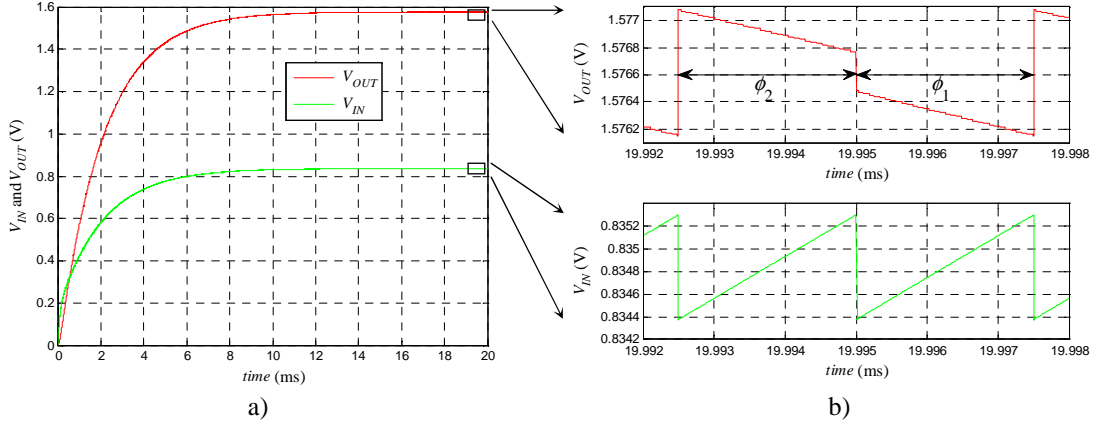 V_IN and V_OUT (V)
1.6
1.4
1.2
1
0.8
0.6
0.4
0.2
0
V_OUT
V_IN
0 2 4 6 8 10 12 14 16 18 20
time (ms)
a)
V_OUT (V)
1.577
1.5768
1.5766
1.5764
1.5762
ϕ2
ϕ1
19.992 19.993 19.994 19.995 19.996 19.997 19.998
time (ms)
V_IN (V)
0.8352
0.835
0.8348
0.8346
0.8344
0.8342
19.992 19.993 19.994 19.995 19.996 19.997 19.998
time (ms)
b)